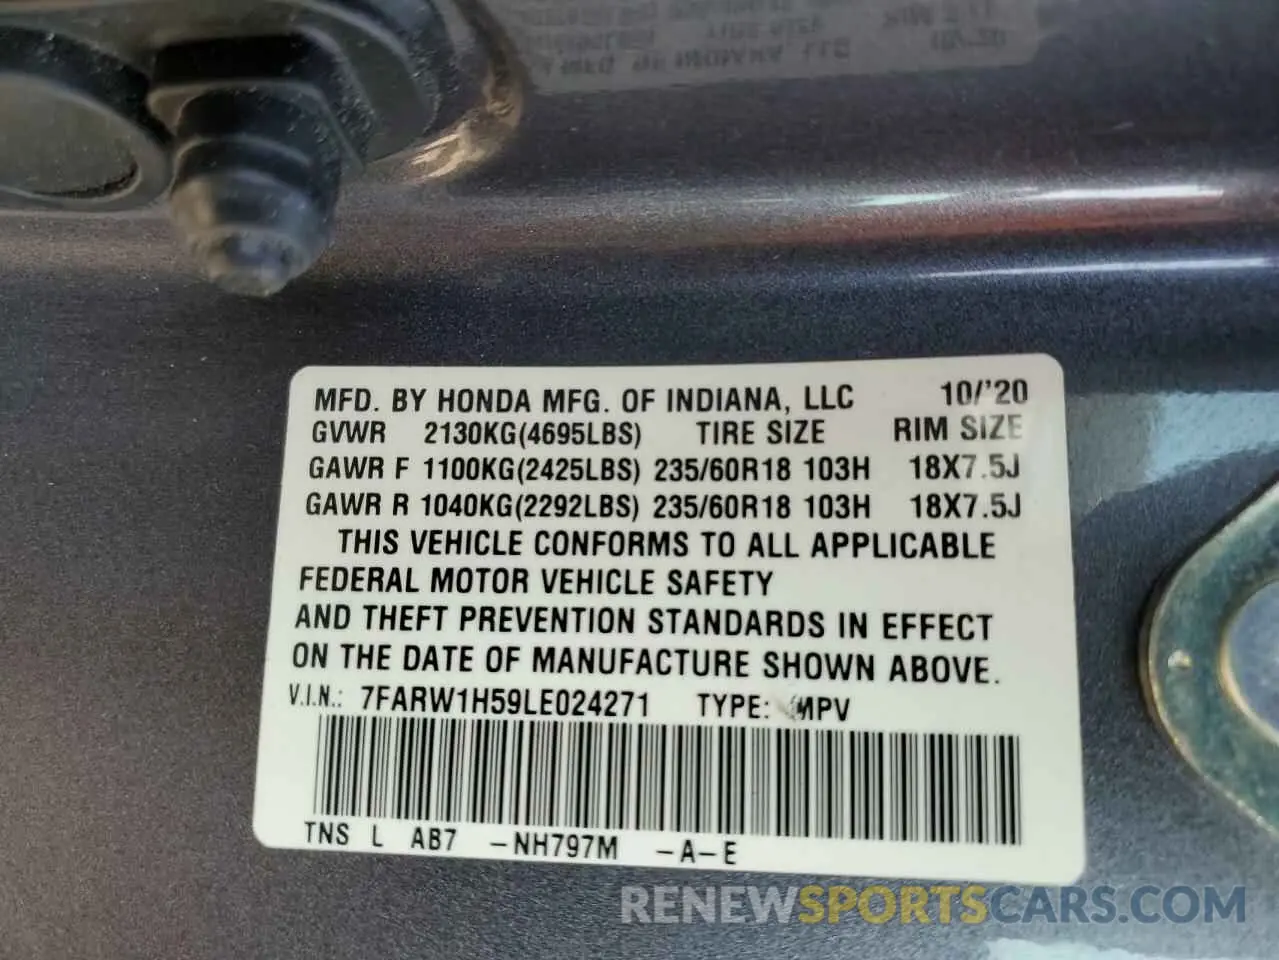 MFD. BY HONDA MFG. OF INDIANA, LLC 10/'20
GVWR 2130KG(4695LBS) TIRE SIZE RIM SIZE
GAWR F 1100KG(2425LBS) 235/60R18 103H 18X7.5J
GAWR R 1040KG(2292LBS) 235/60R18 103H 18X7.5J
THIS VEHICLE CONFORMS TO ALL APPLICABLE
FEDERAL MOTOR VEHICLE SAFETY
AND THEFT PREVENTION STANDARDS IN EFFECT
ON THE DATE OF MANUFACTURE SHOWN ABOVE.
V.I.N.: 7FARW1H59LE024271 TYPE: MPV
TNS L AB7 -NH797M -A-E
RENEWSPORTSCARS.COM